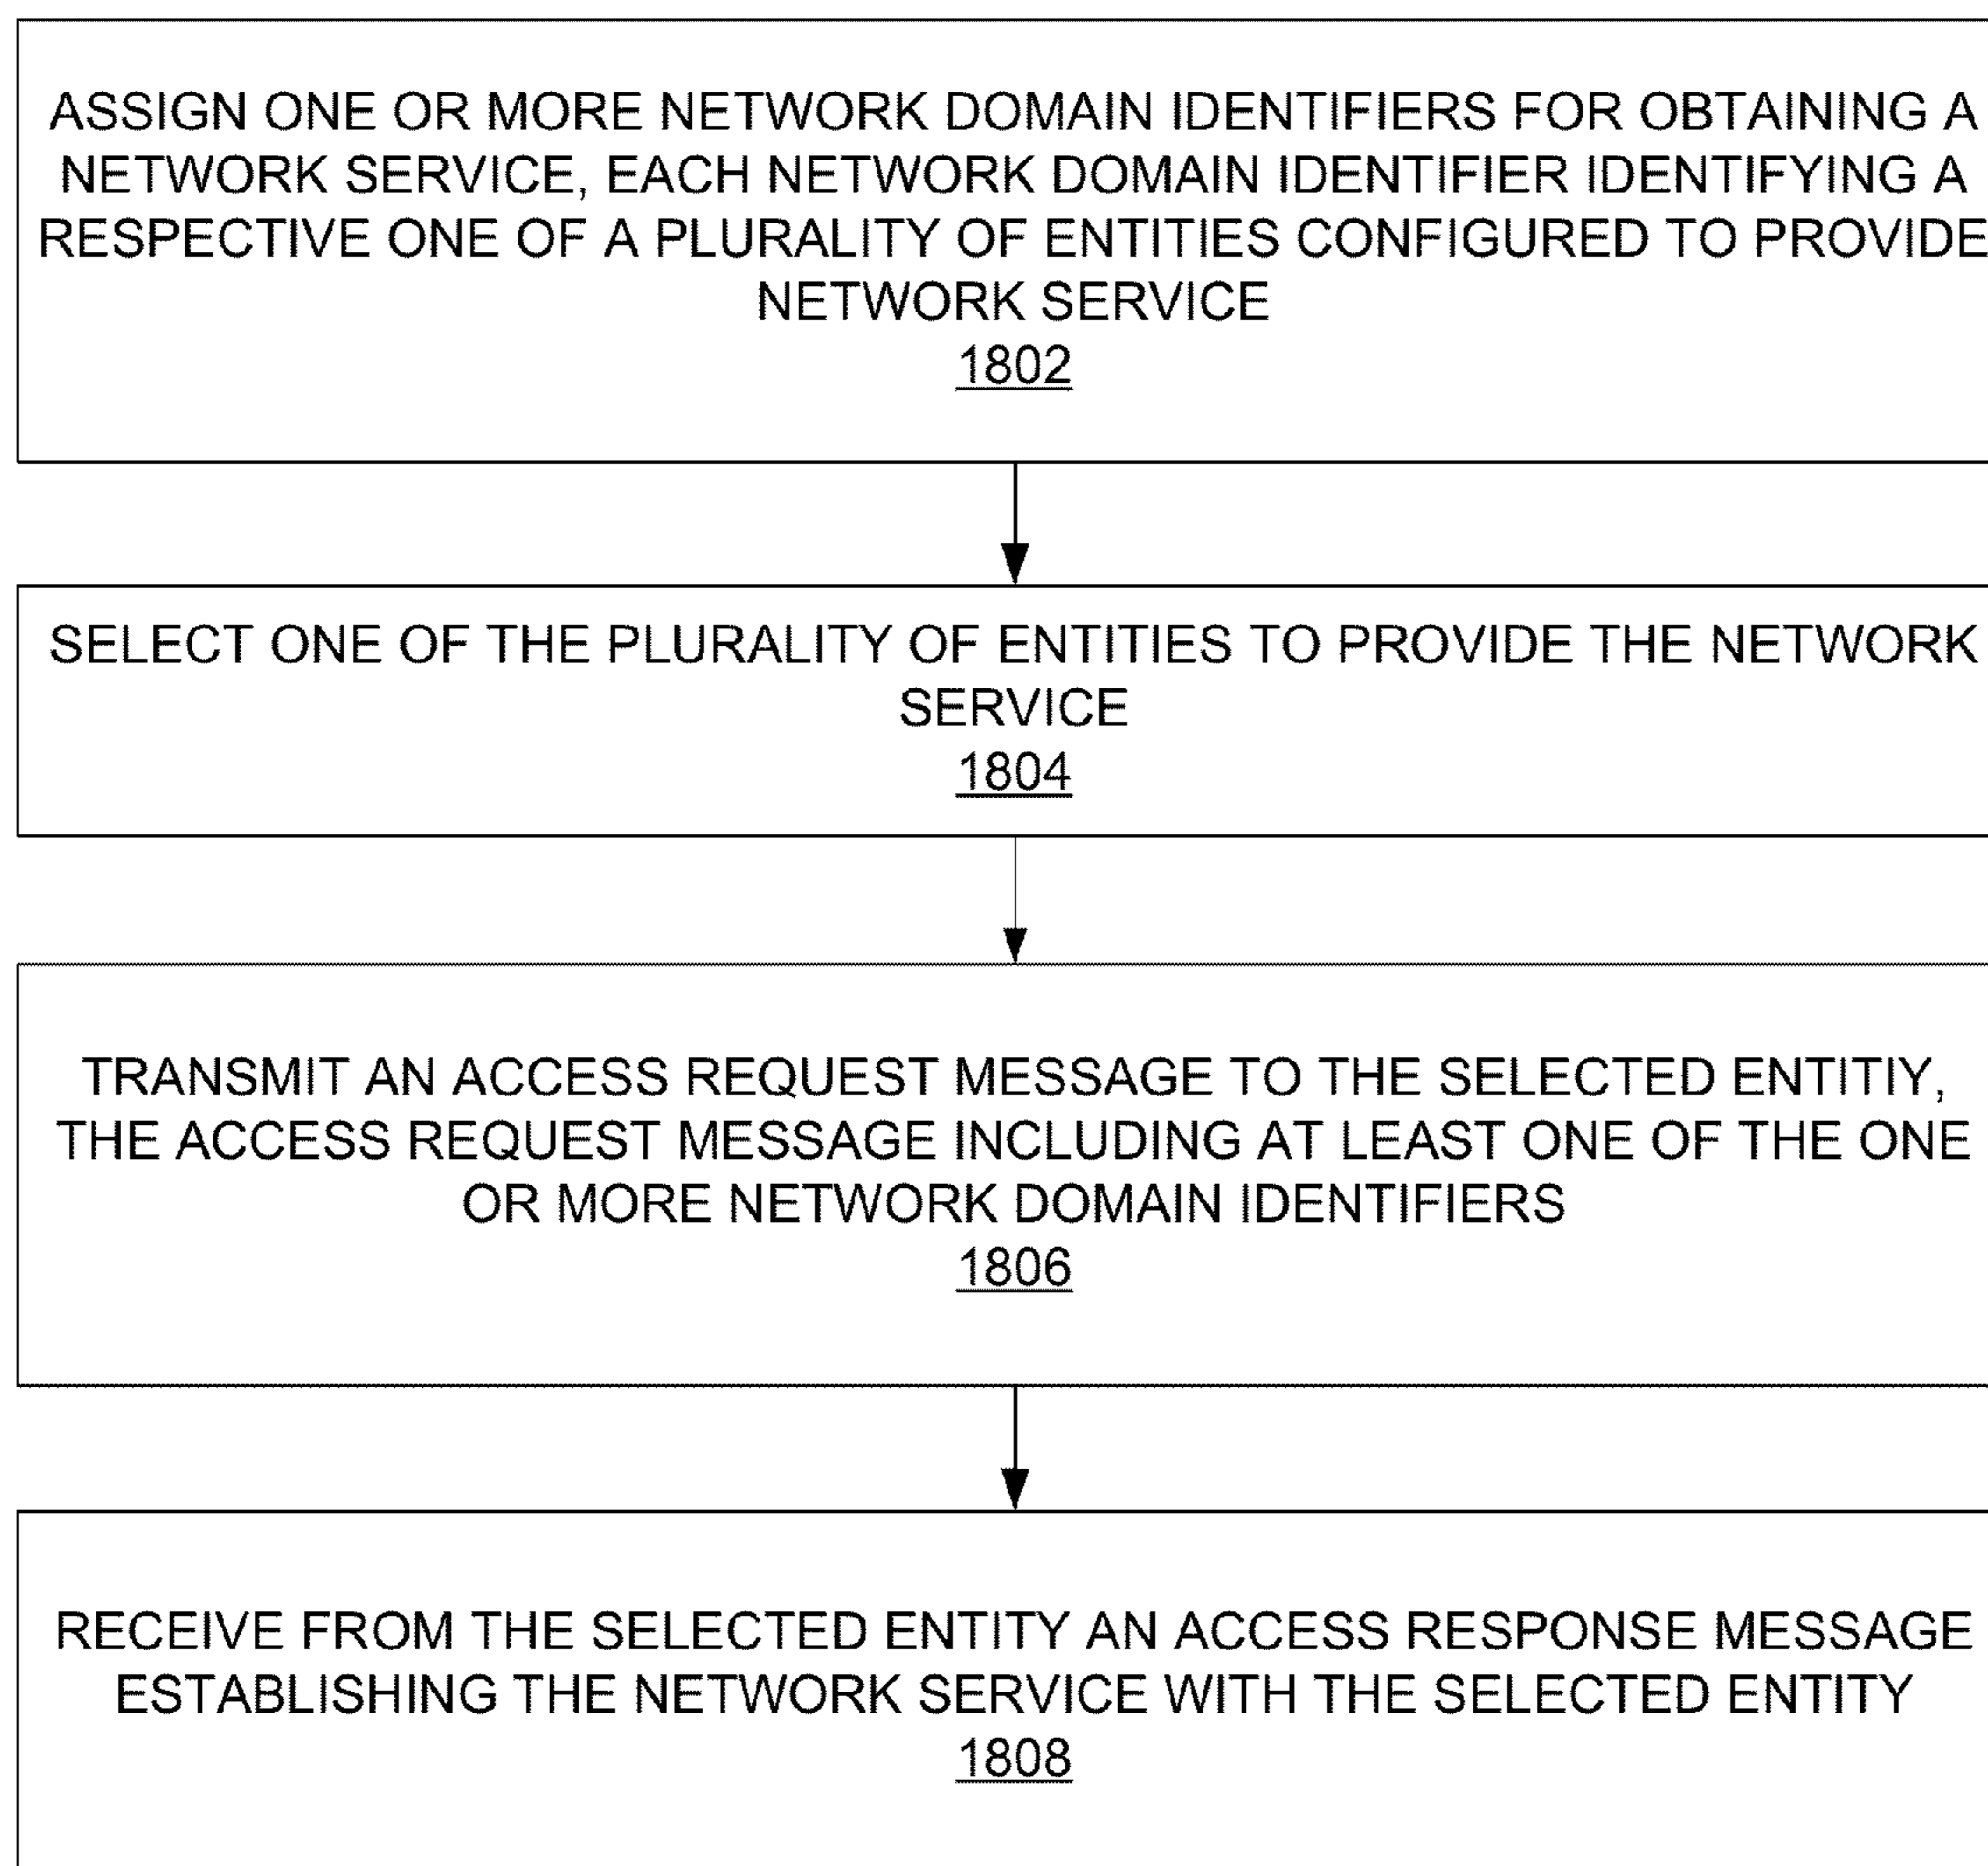 ASSIGN ONE OR MORE NETWORK DOMAIN IDENTIFIERS FOR OBTAINING A
NETWORK SERVICE, EACH NETWORK DOMAIN IDENTIFIER IDENTIFYING A
RESPECTIVE ONE OF A PLURALITY OF ENTITIES CONFIGURED TO PROVIDE
NETWORK SERVICE
1802
SELECT ONE OF THE PLURALITY OF ENTITIES TO PROVIDE THE NETWORK
SERVICE
1804
TRANSMIT AN ACCESS REQUEST MESSAGE TO THE SELECTED ENTITIY,
THE ACCESS REQUEST MESSAGE INCLUDING AT LEAST ONE OF THE ONE
OR MORE NETWORK DOMAIN IDENTIFIERS
1806
RECEIVE FROM THE SELECTED ENTITY AN ACCESS RESPONSE MESSAGE
ESTABLISHING THE NETWORK SERVICE WITH THE SELECTED ENTITY
1808